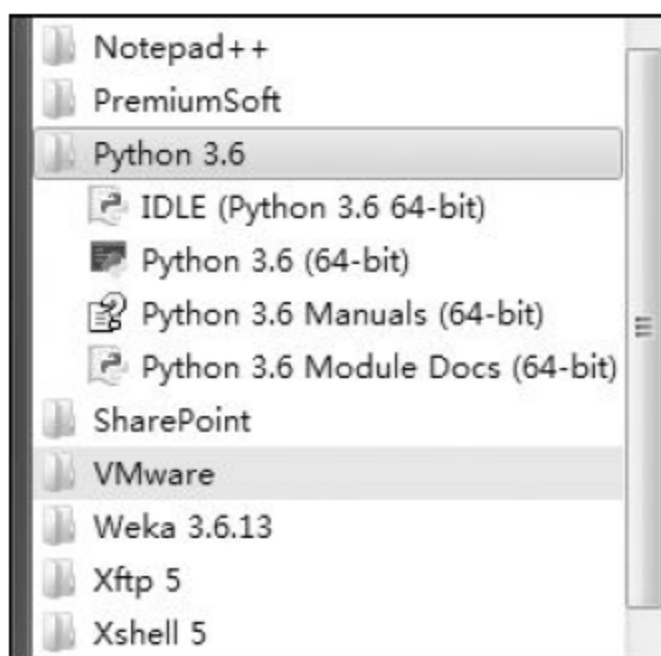 Notepad++
PremiumSoft
Python 3.6
IDLE (Python 3.6 64-bit)
Python 3.6 (64-bit)
Python 3.6 Manuals (64-bit)
Python 3.6 Module Docs (64-bit)
SharePoint
VMware
Weka 3.6.13
Xftp 5
Xshell 5